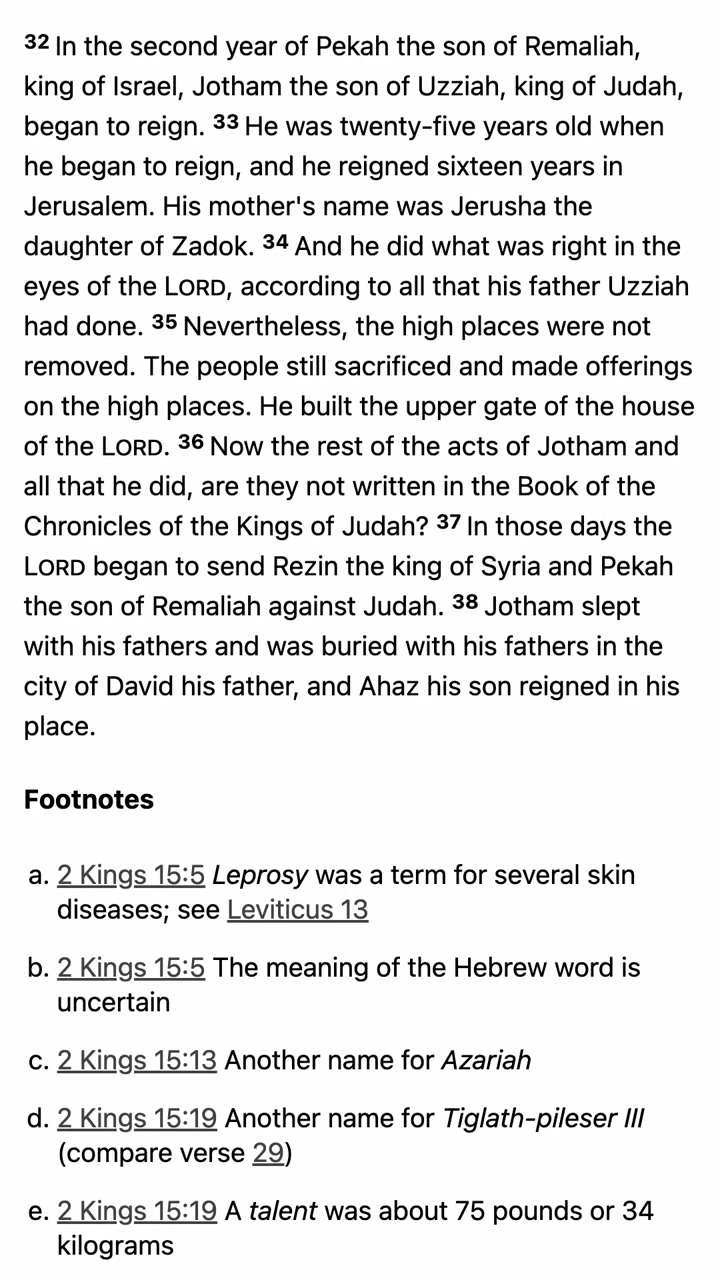 32 In the second year of Pekah the son of Remaliah,
king of Israel, Jotham the son of Uzziah, king of Judah,
began to reign. 33 He was twenty-five years old when
he began to reign, and he reigned sixteen years in
Jerusalem. His mother's name was Jerusha the
daughter of Zadok. 34 And he did what was right in the
eyes of the LORD, according to all that his father Uzziah
had done. 35 Nevertheless, the high places were not
removed. The people still sacrificed and made offerings
on the high places. He built the upper gate of the house
of the LORD. 36 Now the rest of the acts of Jotham and
all that he did, are they not written in the Book of the
Chronicles of the Kings of Judah? 37 In those days the
LORD began to send Rezin the king of Syria and Pekah
the son of Remaliah against Judah. 38 Jotham slept
with his fathers and was buried with his fathers in the
city of David his father, and Ahaz his son reigned in his
place.
Footnotes
a. 2 Kings 15:5 Leprosy was a term for several skin
diseases; see Leviticus 13
b. 2 Kings 15:5 The meaning of the Hebrew word is
uncertain
c. 2 Kings 15:13 Another name for Azariah
d. 2 Kings 15:19 Another name for Tiglath-pileser III
(compare verse 29)
e. 2 Kings 15:19 A talent was about 75 pounds or 34
kilograms